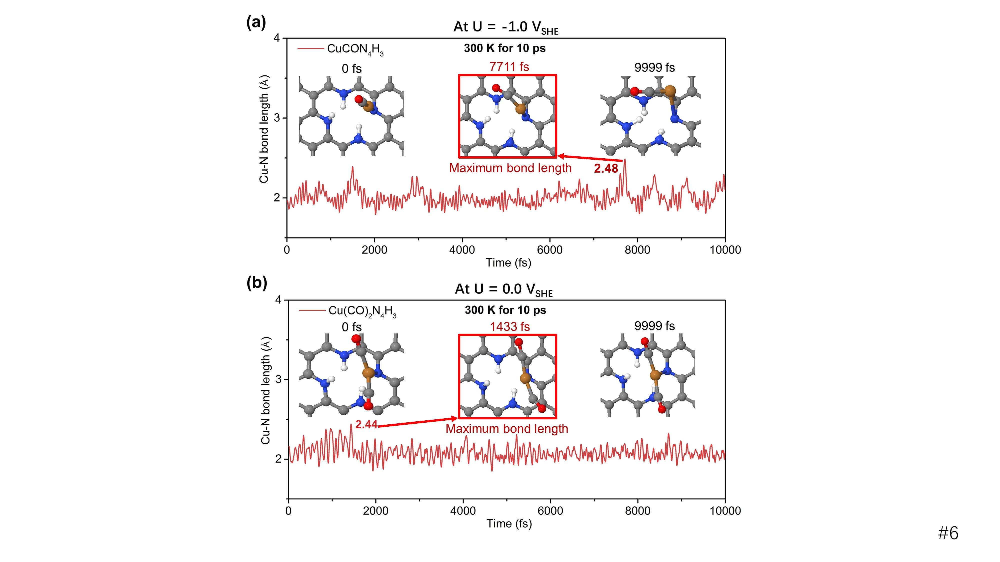 (a)
At U = -1.0 V_SHE
CuCON₄H₃
300 K for 10 ps
0 fs
7711 fs
9999 fs
Maximum bond length
2.48
Cu-N bond length (Å)
4
3
2
0
2000
4000
6000
8000
10000
Time (fs)
(b)
At U = 0.0 V_SHE
Cu(CO)₂N₄H₃
300 K for 10 ps
0 fs
1433 fs
9999 fs
2.44
Maximum bond length
Cu-N bond length (Å)
4
3
2
0
2000
4000
6000
8000
10000
Time (fs)
#6